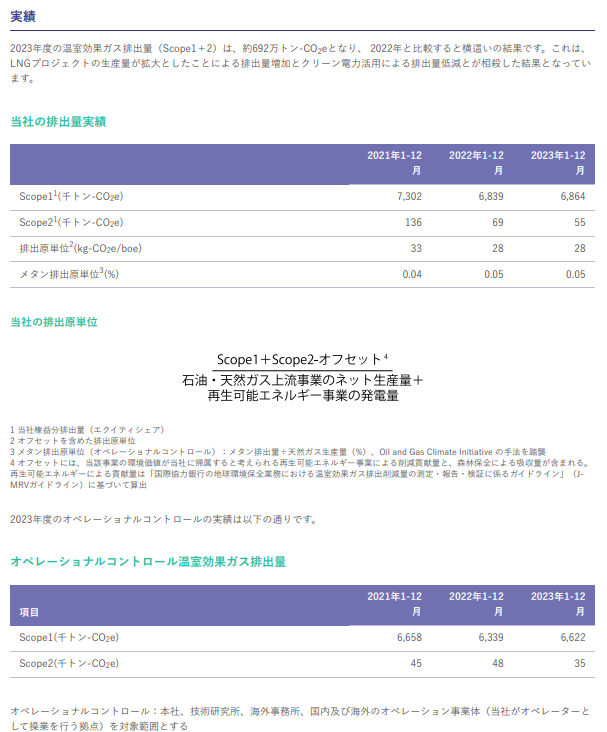 実績
2023年度の温室効果ガス排出量（Scope1＋2）は、約692万トン-CO2eとなり、 2022年と比較すると横這いの結果です。これは、
LNGプロジェクトの生産量が拡大としたことによる排出量増加とクリーン電力活用による排出量低減とが相殺した結果となってい
ます。
当社の排出量実績
2021年1-12月 2022年1-12月 2023年1-12月
Scope1¹(千トン-CO2e) 7,302 6,839 6,864
Scope2¹(千トン-CO2e) 136 69 55
排出原単位²(kg-CO2e/boe) 33 28 28
メタン排出原単位³(%) 0.04 0.05 0.05
当社の排出原単位
Scope1＋Scope2-オフセット⁴
石油・天然ガス上流事業のネット生産量＋
再生可能エネルギー事業の発電量
1 当社権益分排出量（エクイティシェア）
2 オフセットを含めた排出原単位
3 メタン排出原単位（オペレーショナルコントロール）：メタン排出量÷天然ガス生産量（%）、Oil and Gas Climate Initiative の手法を踏襲
4 オフセットには、当該事業の環境価値が当社に帰属すると考えられる再生可能エネルギー事業による削減貢献量と、森林保全による吸収量が含まれる。
再生可能エネルギーによる貢献量は「国際協力銀行の地球環境保全業務における温室効果ガス排出削減量の測定・報告・検証に係るガイドライン」（J-
MRVガイドライン）に基づいて算出
2023年度のオペレーショナルコントロールの実績は以下の通りです。
オペレーショナルコントロール温室効果ガス排出量
項目 2021年1-12月 2022年1-12月 2023年1-12月
Scope1(千トン-CO2e) 6,658 6,339 6,622
Scope2(千トン-CO2e) 45 48 35
オペレーショナルコントロール：本社、技術研究所、海外事務所、国内及び海外のオペレーション事業体（当社がオペレーターと
して操業を行う拠点）を対象範囲とする